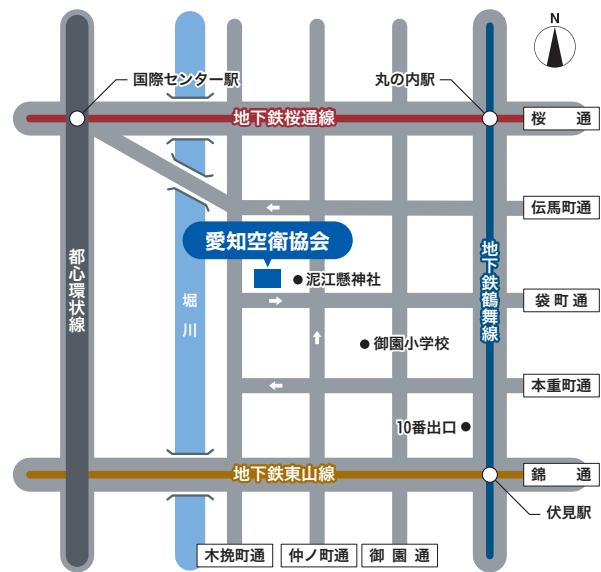 N
国際センター駅
丸の内駅
地下鉄桜通線
桜 通
伝馬町通
愛知空衛協会
都心環状線
地下鉄鶴舞線
泥江懸神社
堀川
袋町通
御園小学校
本重町通
10番出口
地下鉄東山線
錦 通
伏見駅
木挽町通
仲ノ町通
御園通